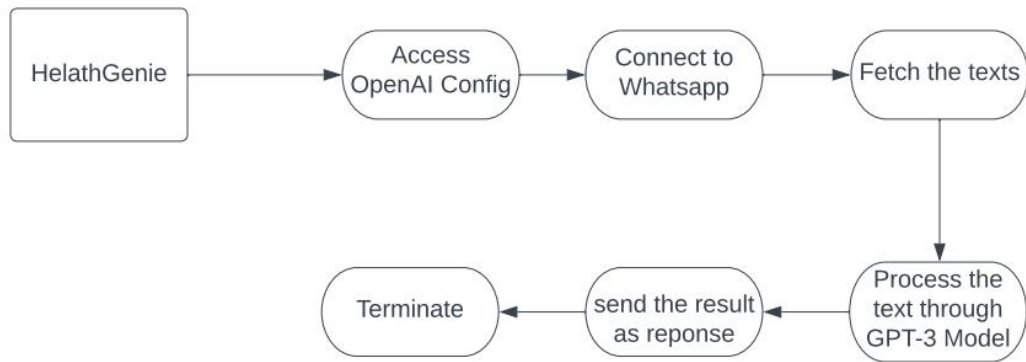 HelathGenie
Access
OpenAI Config
Connect to
Whatsapp
Fetch the texts
Process the
text through
GPT-3 Model
send the result
as reponse
Terminate